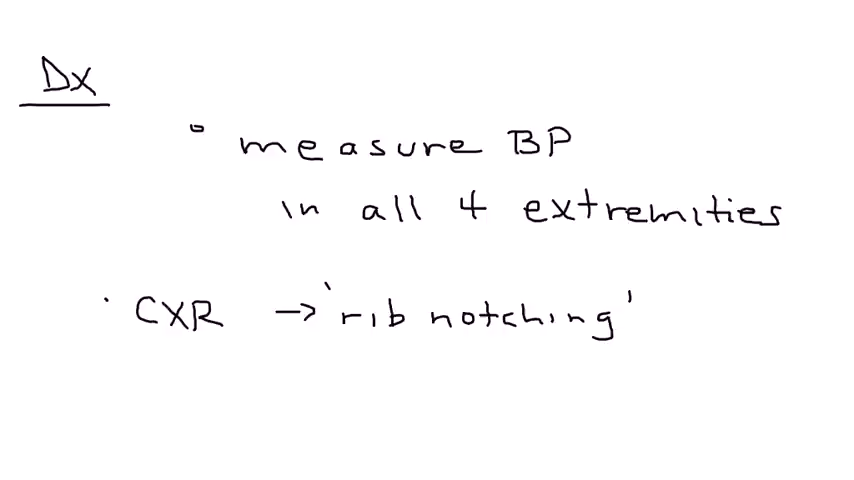 Dx
° measure BP
in all 4 extremities
· CXR → 'rib notching'